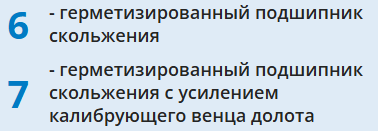 6 - герметизированный подшипник
скольжения
- герметизированный подшипник
7 скольжения с усилением
калибрующего венца долота